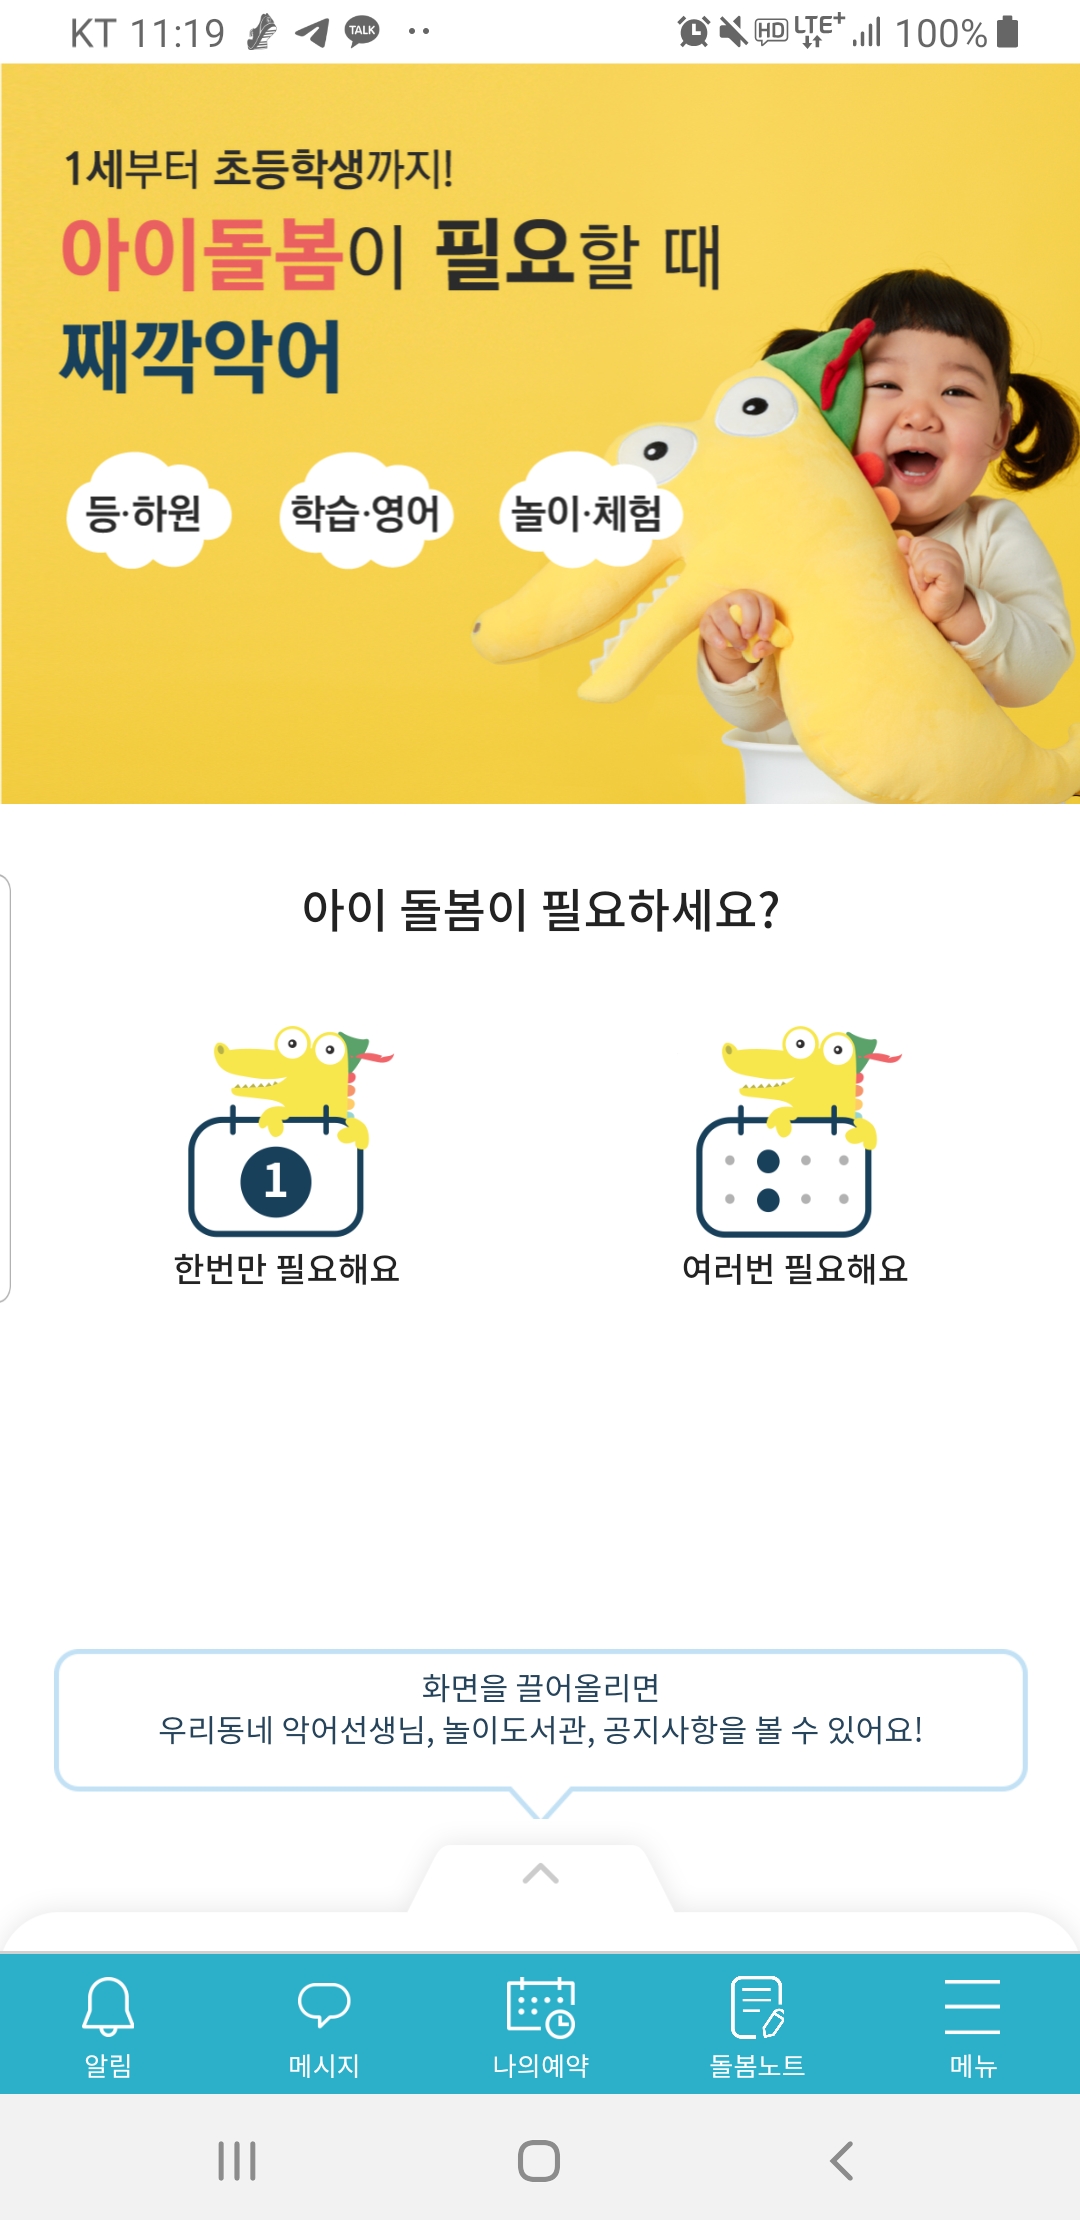 KT 11:19 TALK HD LTE+ 100%
1세부터 초등학생까지!
아이돌봄이 필요할 때
째깍악어
등·하원 학습·영어 놀이·체험
아이 돌봄이 필요하세요?
1
한번만 필요해요 여러번 필요해요
화면을 끌어올리면
우리동네 악어선생님, 놀이도서관, 공지사항을 볼 수 있어요!
알림 메시지 나의예약 돌봄노트 메뉴